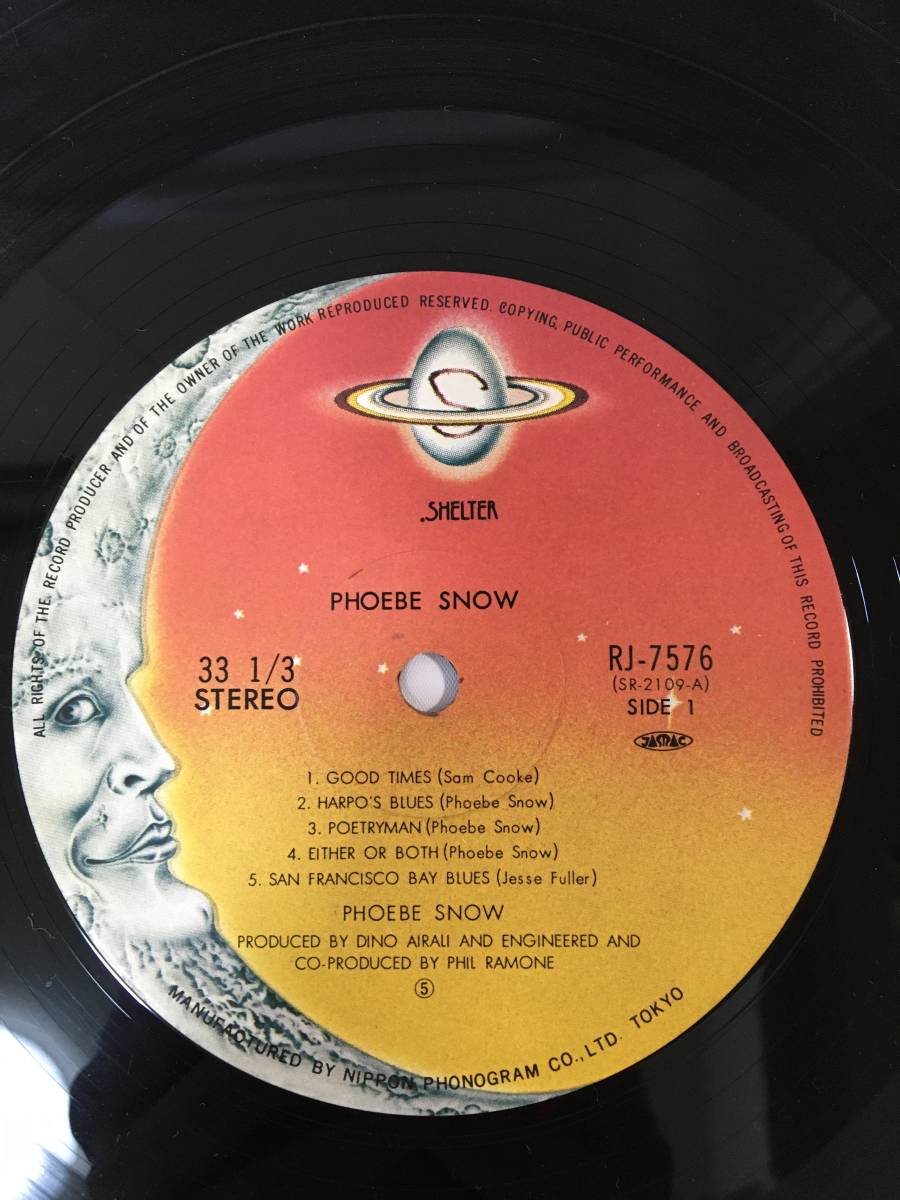 ALL RIGHTS OF THE RECORD PRODUCER AND OF THE OWNER OF THE WORK REPRODUCED RESERVED. COPYING, PUBLIC PERFORMANCE AND BROADCASTING OF THIS RECORD PROHIBITED
S
.SHELTER
PHOEBE SNOW
33 1/3
STEREO
RJ-7576
(SR-2109-A)
SIDE 1
JASRAC
1. GOOD TIMES (Sam Cooke)
2. HARPO'S BLUES (Phoebe Snow)
3. POETRYMAN (Phoebe Snow)
4. EITHER OR BOTH (Phoebe Snow)
5. SAN FRANCISCO BAY BLUES (Jesse Fuller)
PHOEBE SNOW
PRODUCED BY DINO AIRALI AND ENGINEERED AND
CO-PRODUCED BY PHIL RAMONE
⑤
MANUFACTURED BY NIPPON PHONOGRAM CO., LTD. TOKYO